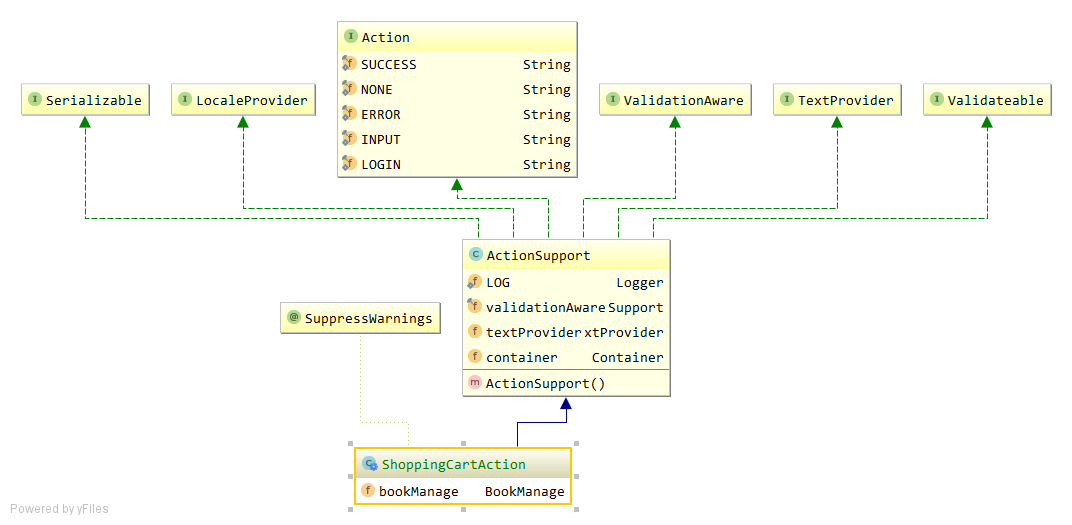 Action
SUCCESS String
NONE String
ERROR String
INPUT String
LOGIN String
Serializable
LocaleProvider
ValidationAware
TextProvider
Validateable
ActionSupport
LOG Logger
validationAware Support
textProvider xtProvider
container Container
ActionSupport()
SuppressWarnings
ShoppingCartAction
bookManage BookManage
Powered by yFiles